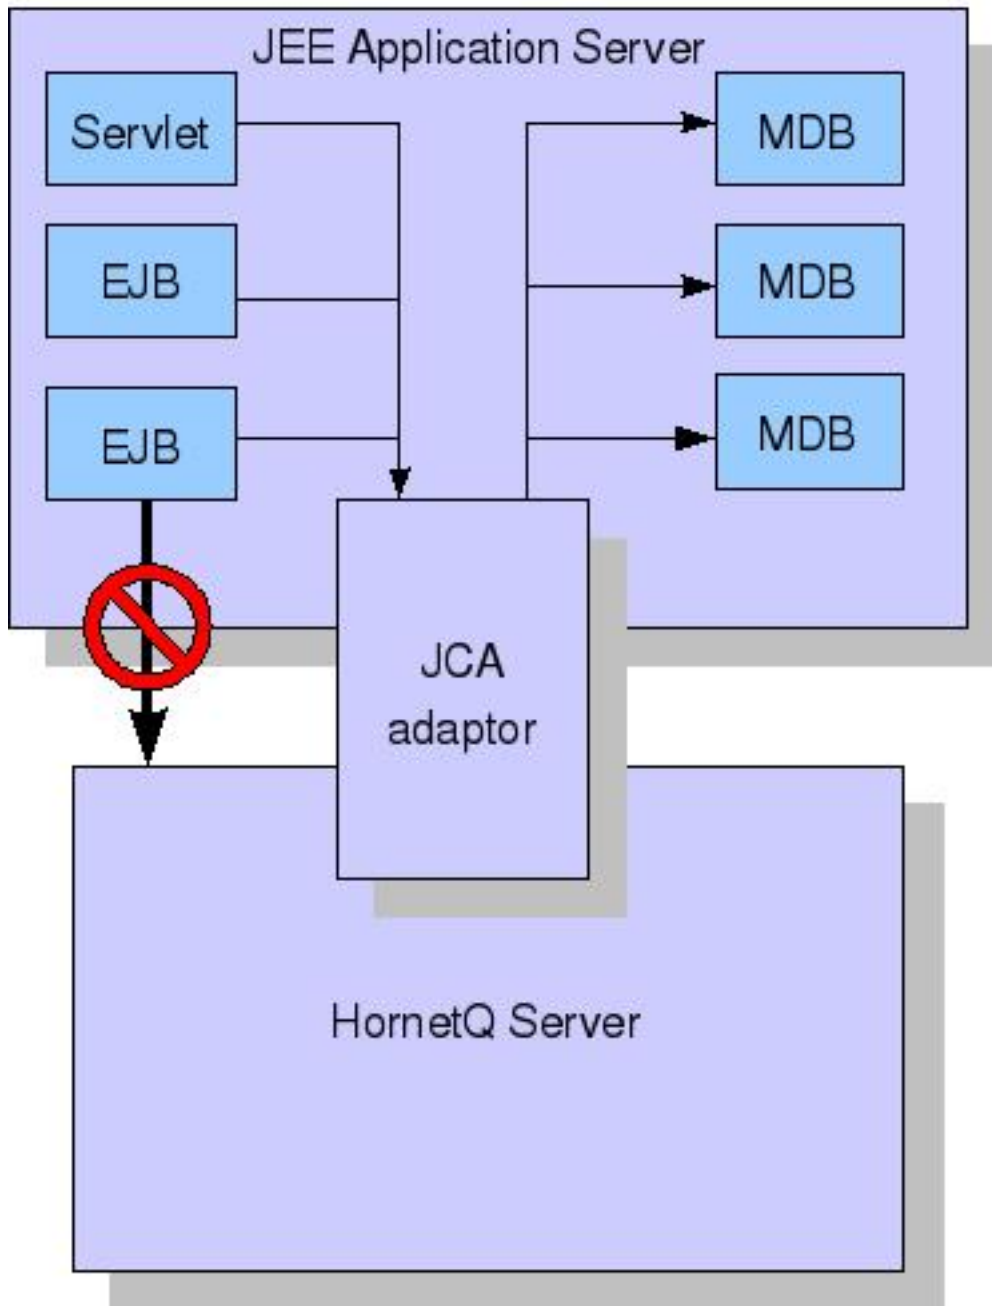 JEE Application Server
Servlet
MDB
EJB
MDB
EJB
MDB
JCA
adaptor
HornetQ Server